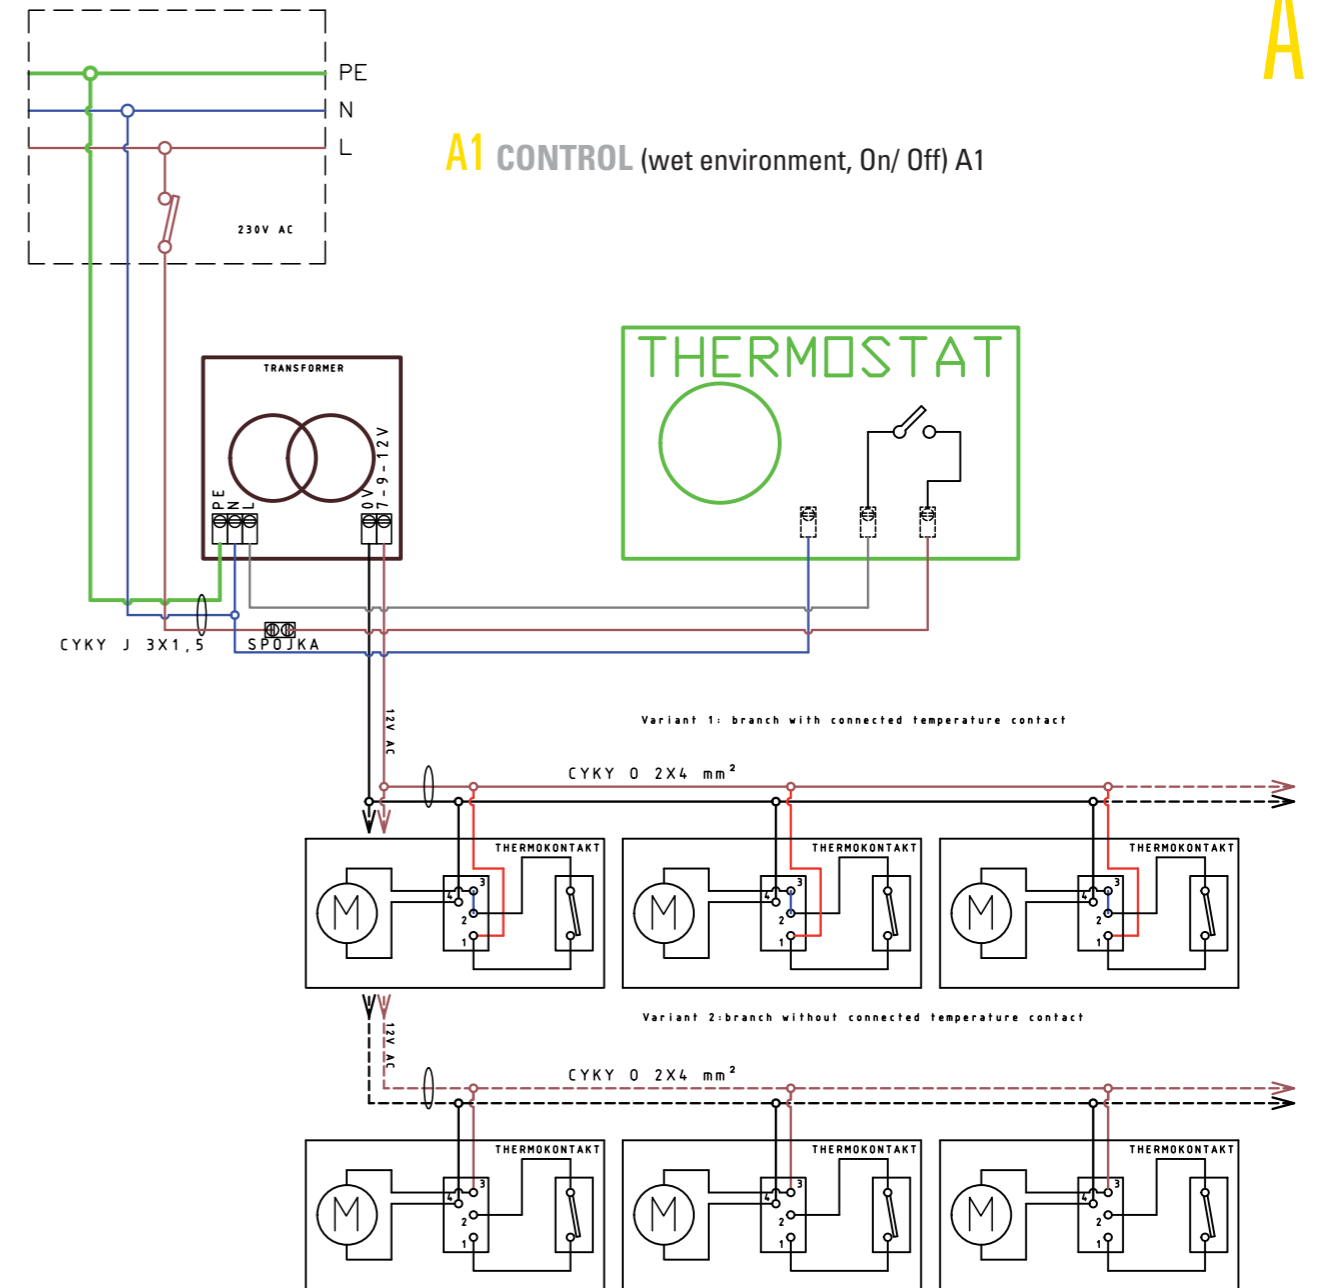 A
PE
N
L
A1 CONTROL (wet environment, On/ Off) A1
230V AC
TRANSFORMER
THERMOSTAT
PE
N
L
0V
7-9-12V
CYKY J 3X1,5
SPOJKA
12V AC
Variant 1: branch with connected temperature contact
CYKY O 2X4 mm²
THERMOKONTAKT
M
4
3
2
1
THERMOKONTAKT
M
4
3
2
1
THERMOKONTAKT
M
4
3
2
1
Variant 2:branch without connected temperature contact
12V AC
CYKY O 2X4 mm²
THERMOKONTAKT
M
4
3
2
1
THERMOKONTAKT
M
4
3
2
1
THERMOKONTAKT
M
4
3
2
1